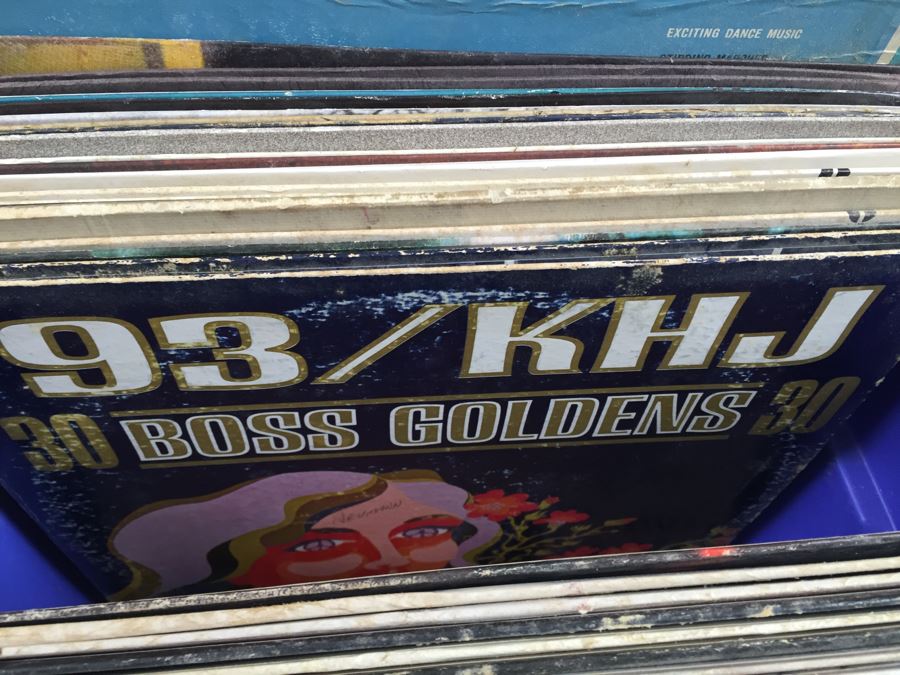 EXCITING DANCE MUSIC
93/KHJ
30 BOSS GOLDENS 30